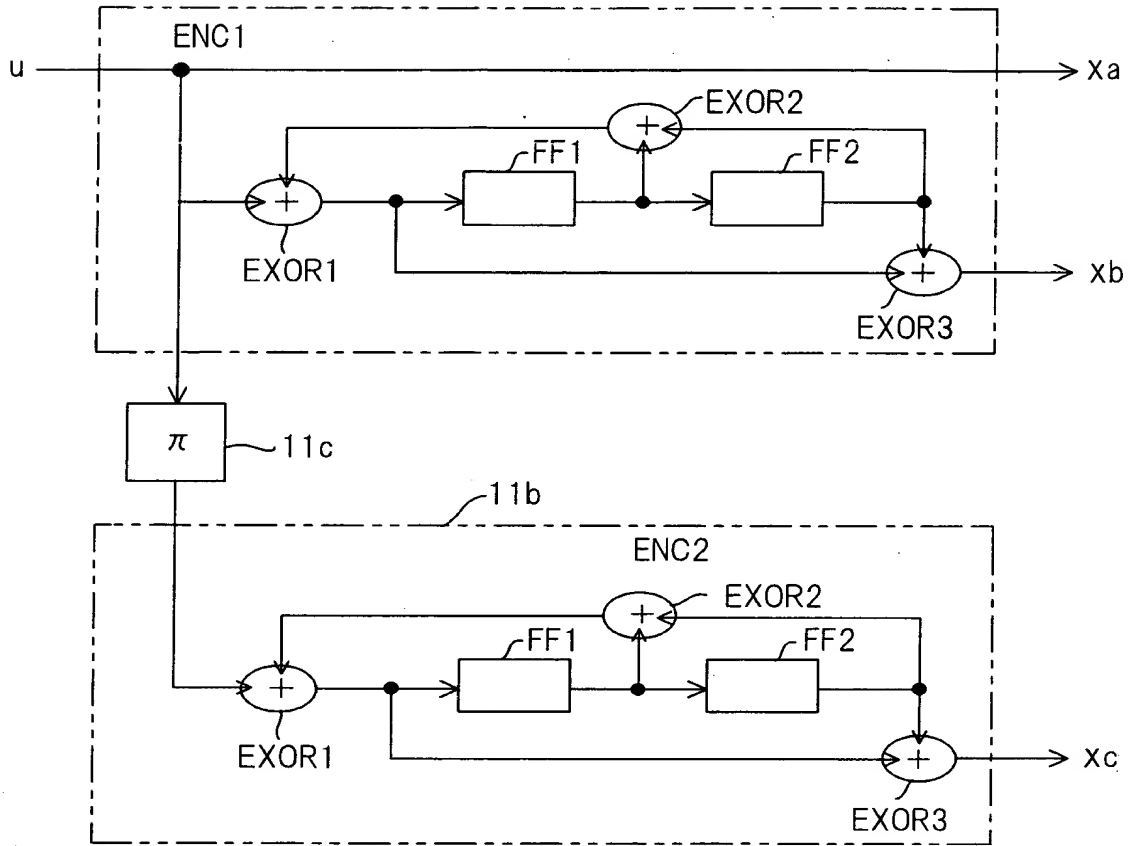 ENC1
u
Xa
EXOR2
FF1
FF2
+
+
EXOR1
+
Xb
EXOR3
π
11c
11b
ENC2
EXOR2
+
FF1
FF2
+
EXOR1
+
Xc
EXOR3